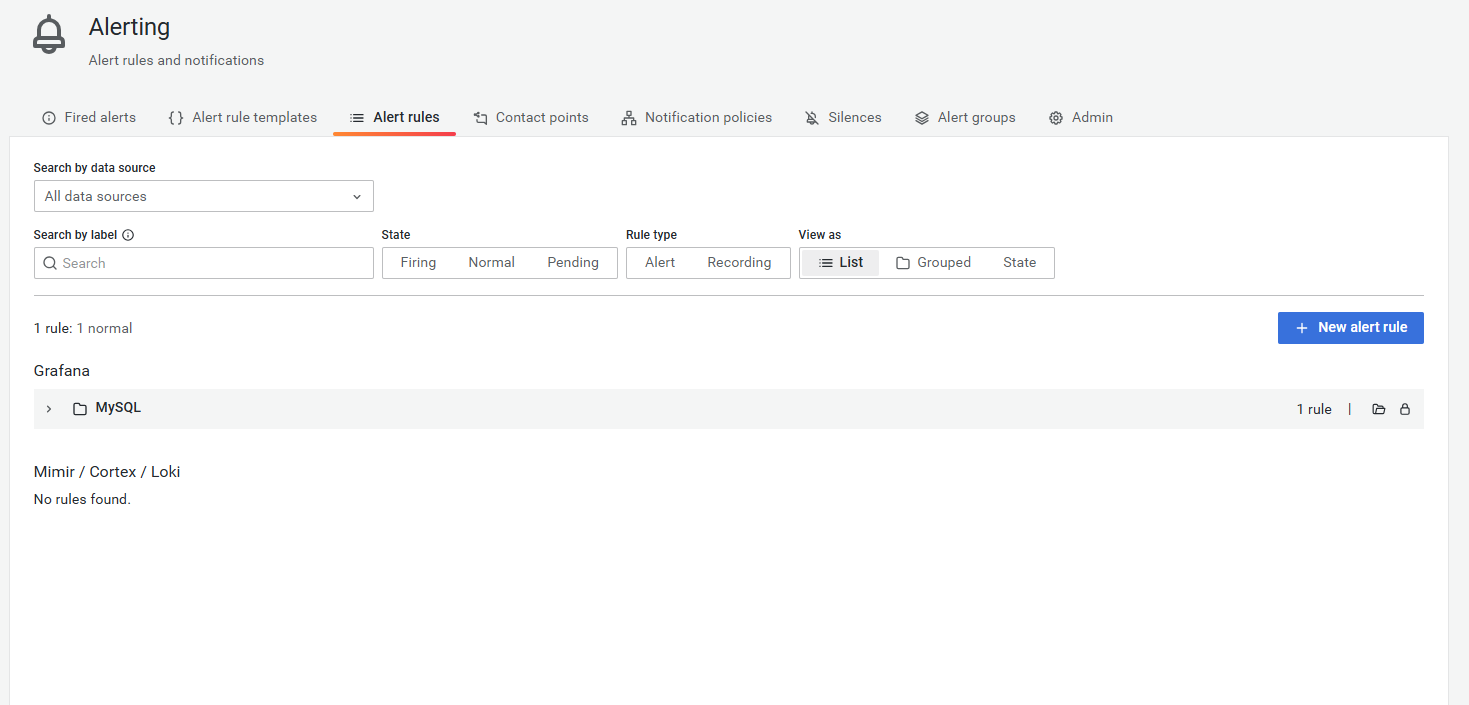 Alerting
Alert rules and notifications
Fired alerts { } Alert rule templates Alert rules Contact points Notification policies Silences Alert groups Admin
Search by data source
All data sources
Search by label State Rule type View as
Search Firing Normal Pending Alert Recording List Grouped State
1 rule: 1 normal + New alert rule
Grafana
MySQL 1 rule |
Mimir / Cortex / Loki
No rules found.